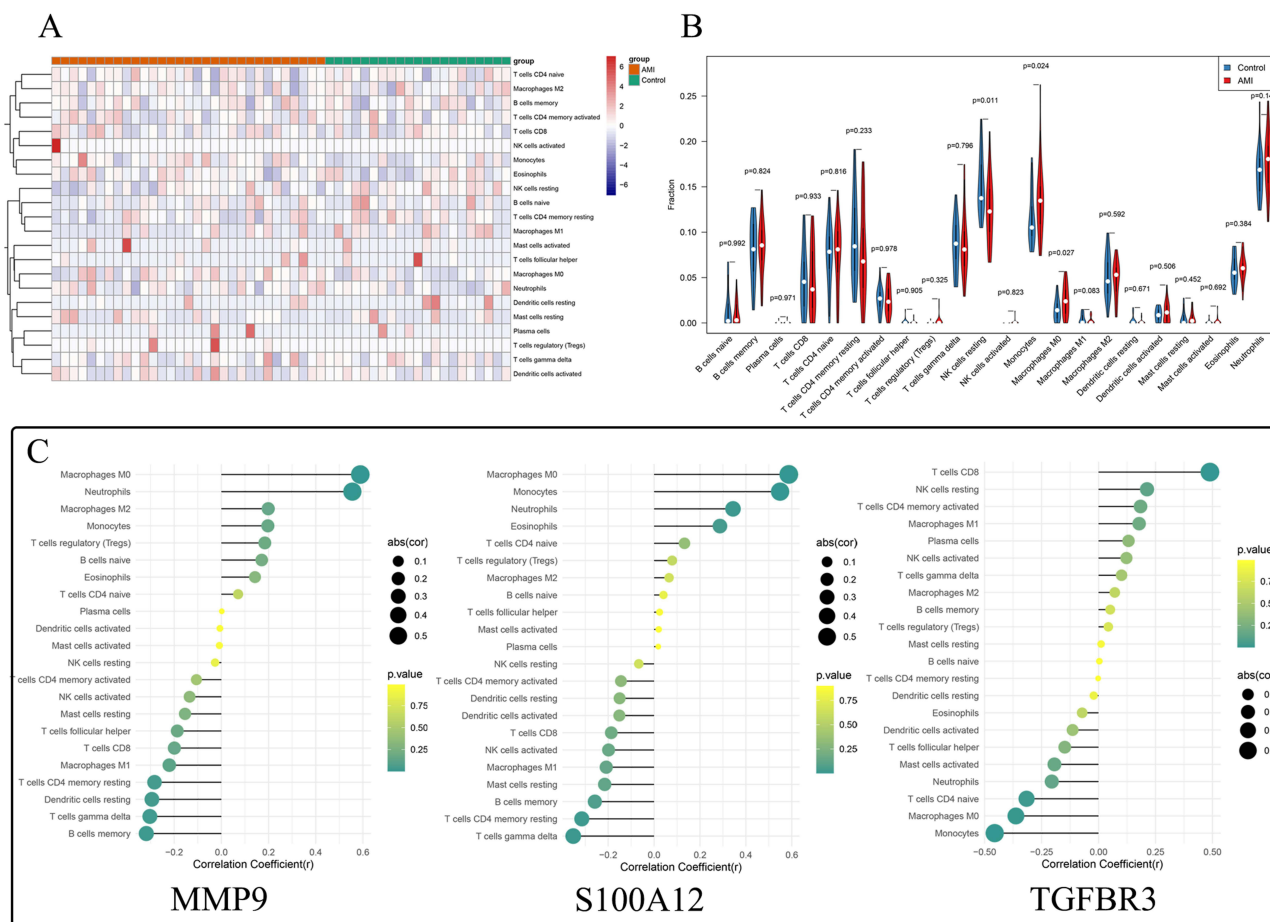 A
group
T cells CD4 naive
Macrophages M2
B cells memory
T cells CD4 memory activated
T cells CD8
NK cells activated
Monocytes
Eosinophils
NK cells resting
B cells naive
T cells CD4 memory resting
Macrophages M1
Mast cells activated
T cells follicular helper
Macrophages M0
Neutrophils
Dendritic cells resting
Mast cells resting
Plasma cells
T cells regulatory (Tregs)
T cells gamma delta
Dendritic cells activated
6
4
2
0
−2
−4
−6
group
AMI
Control
B
Fraction
0.25
0.20
0.15
0.10
0.05
0.00
p=0.992
p=0.824
p=0.971
p=0.933
p=0.816
p=0.233
p=0.978
p=0.905
p=0.325
p=0.796
p=0.011
p=0.823
p=0.024
p=0.027
p=0.083
p=0.592
p=0.671
p=0.506
p=0.452
p=0.692
p=0.384
p=0.14
Control
AMI
B cells naive
B cells memory
Plasma cells
T cells CD8
T cells CD4 naive
T cells CD4 memory resting
T cells CD4 memory activated
T cells follicular helper
T cells regulatory (Tregs)
T cells gamma delta
NK cells resting
NK cells activated
Monocytes
Macrophages M0
Macrophages M1
Macrophages M2
Dendritic cells resting
Dendritic cells activated
Mast cells resting
Mast cells activated
Eosinophils
Neutrophils
C
Macrophages M0
Neutrophils
Macrophages M2
Monocytes
T cells regulatory (Tregs)
B cells naive
Eosinophils
T cells CD4 naive
Plasma cells
Dendritic cells activated
Mast cells activated
NK cells resting
T cells CD4 memory activated
NK cells activated
Mast cells resting
T cells follicular helper
T cells CD8
Macrophages M1
T cells CD4 memory resting
Dendritic cells resting
T cells gamma delta
B cells memory
−0.2 0.0 0.2 0.4 0.6
Correlation Coefficient(r)
abs(cor)
0.1
0.2
0.3
0.4
0.5
p.value
0.75
0.50
0.25
MMP9
Macrophages M0
Monocytes
Neutrophils
Eosinophils
T cells CD4 naive
T cells regulatory (Tregs)
Macrophages M2
B cells naive
T cells follicular helper
Mast cells activated
Plasma cells
NK cells resting
T cells CD4 memory activated
Dendritic cells resting
Dendritic cells activated
T cells CD8
NK cells activated
Macrophages M1
Mast cells resting
B cells memory
T cells CD4 memory resting
T cells gamma delta
−0.2 0.0 0.2 0.4 0.6
Correlation Coefficient(r)
abs(cor)
0.1
0.2
0.3
0.4
0.5
p.value
0.75
0.50
0.25
S100A12
T cells CD8
NK cells resting
T cells CD4 memory activated
Macrophages M1
Plasma cells
NK cells activated
T cells gamma delta
Macrophages M2
B cells memory
T cells regulatory (Tregs)
Mast cells resting
B cells naive
T cells CD4 memory resting
Dendritic cells resting
Eosinophils
Dendritic cells activated
T cells follicular helper
Mast cells activated
Neutrophils
T cells CD4 naive
Macrophages M0
Monocytes
−0.50 −0.25 0.00 0.25 0.50
Correlation Coefficient(r)
p.value
0.7
0.5
0.2
abs(cor
0
0
0
0
TGFBR3